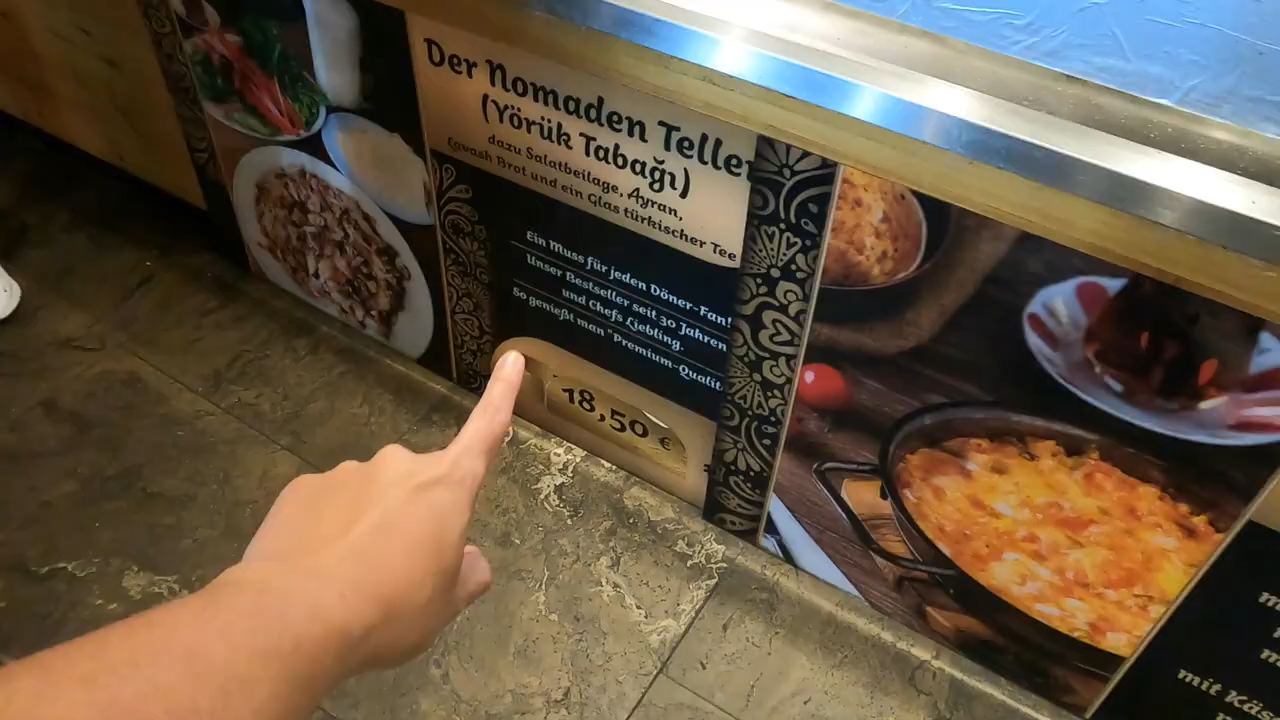 Der Nomaden Teller
(Yörük Tabağı)
dazu Salatbeilage, Ayran,
Lavash Brot und ein Glas türkischer Tee
Ein Muss für jeden Döner-Fan!
Unser Bestseller seit 30 Jahren
und Chefs Liebling.
So genießt man "Premium-Qualit
18,50 €
mit Käs